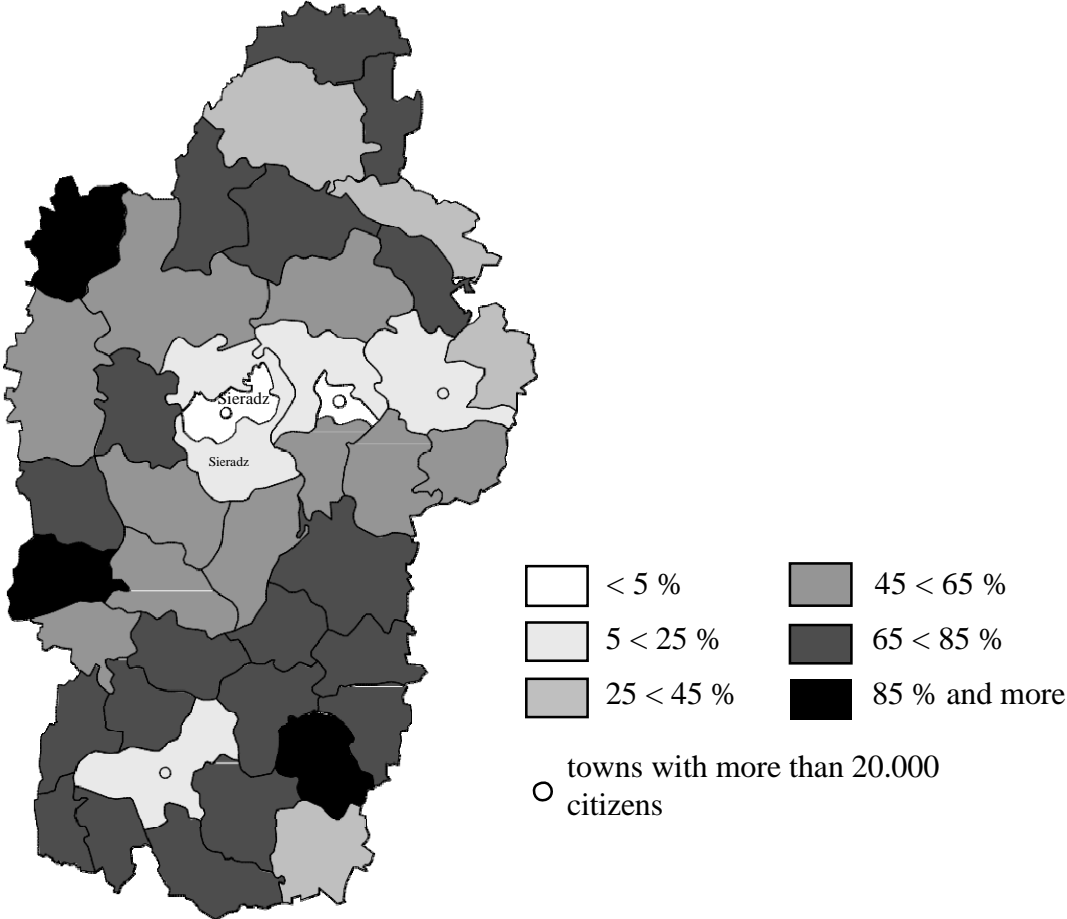 Sieradz
Sieradz
< 5 %
5 < 25 %
25 < 45 %
45 < 65 %
65 < 85 %
85 % and more
towns with more than 20.000
citizens